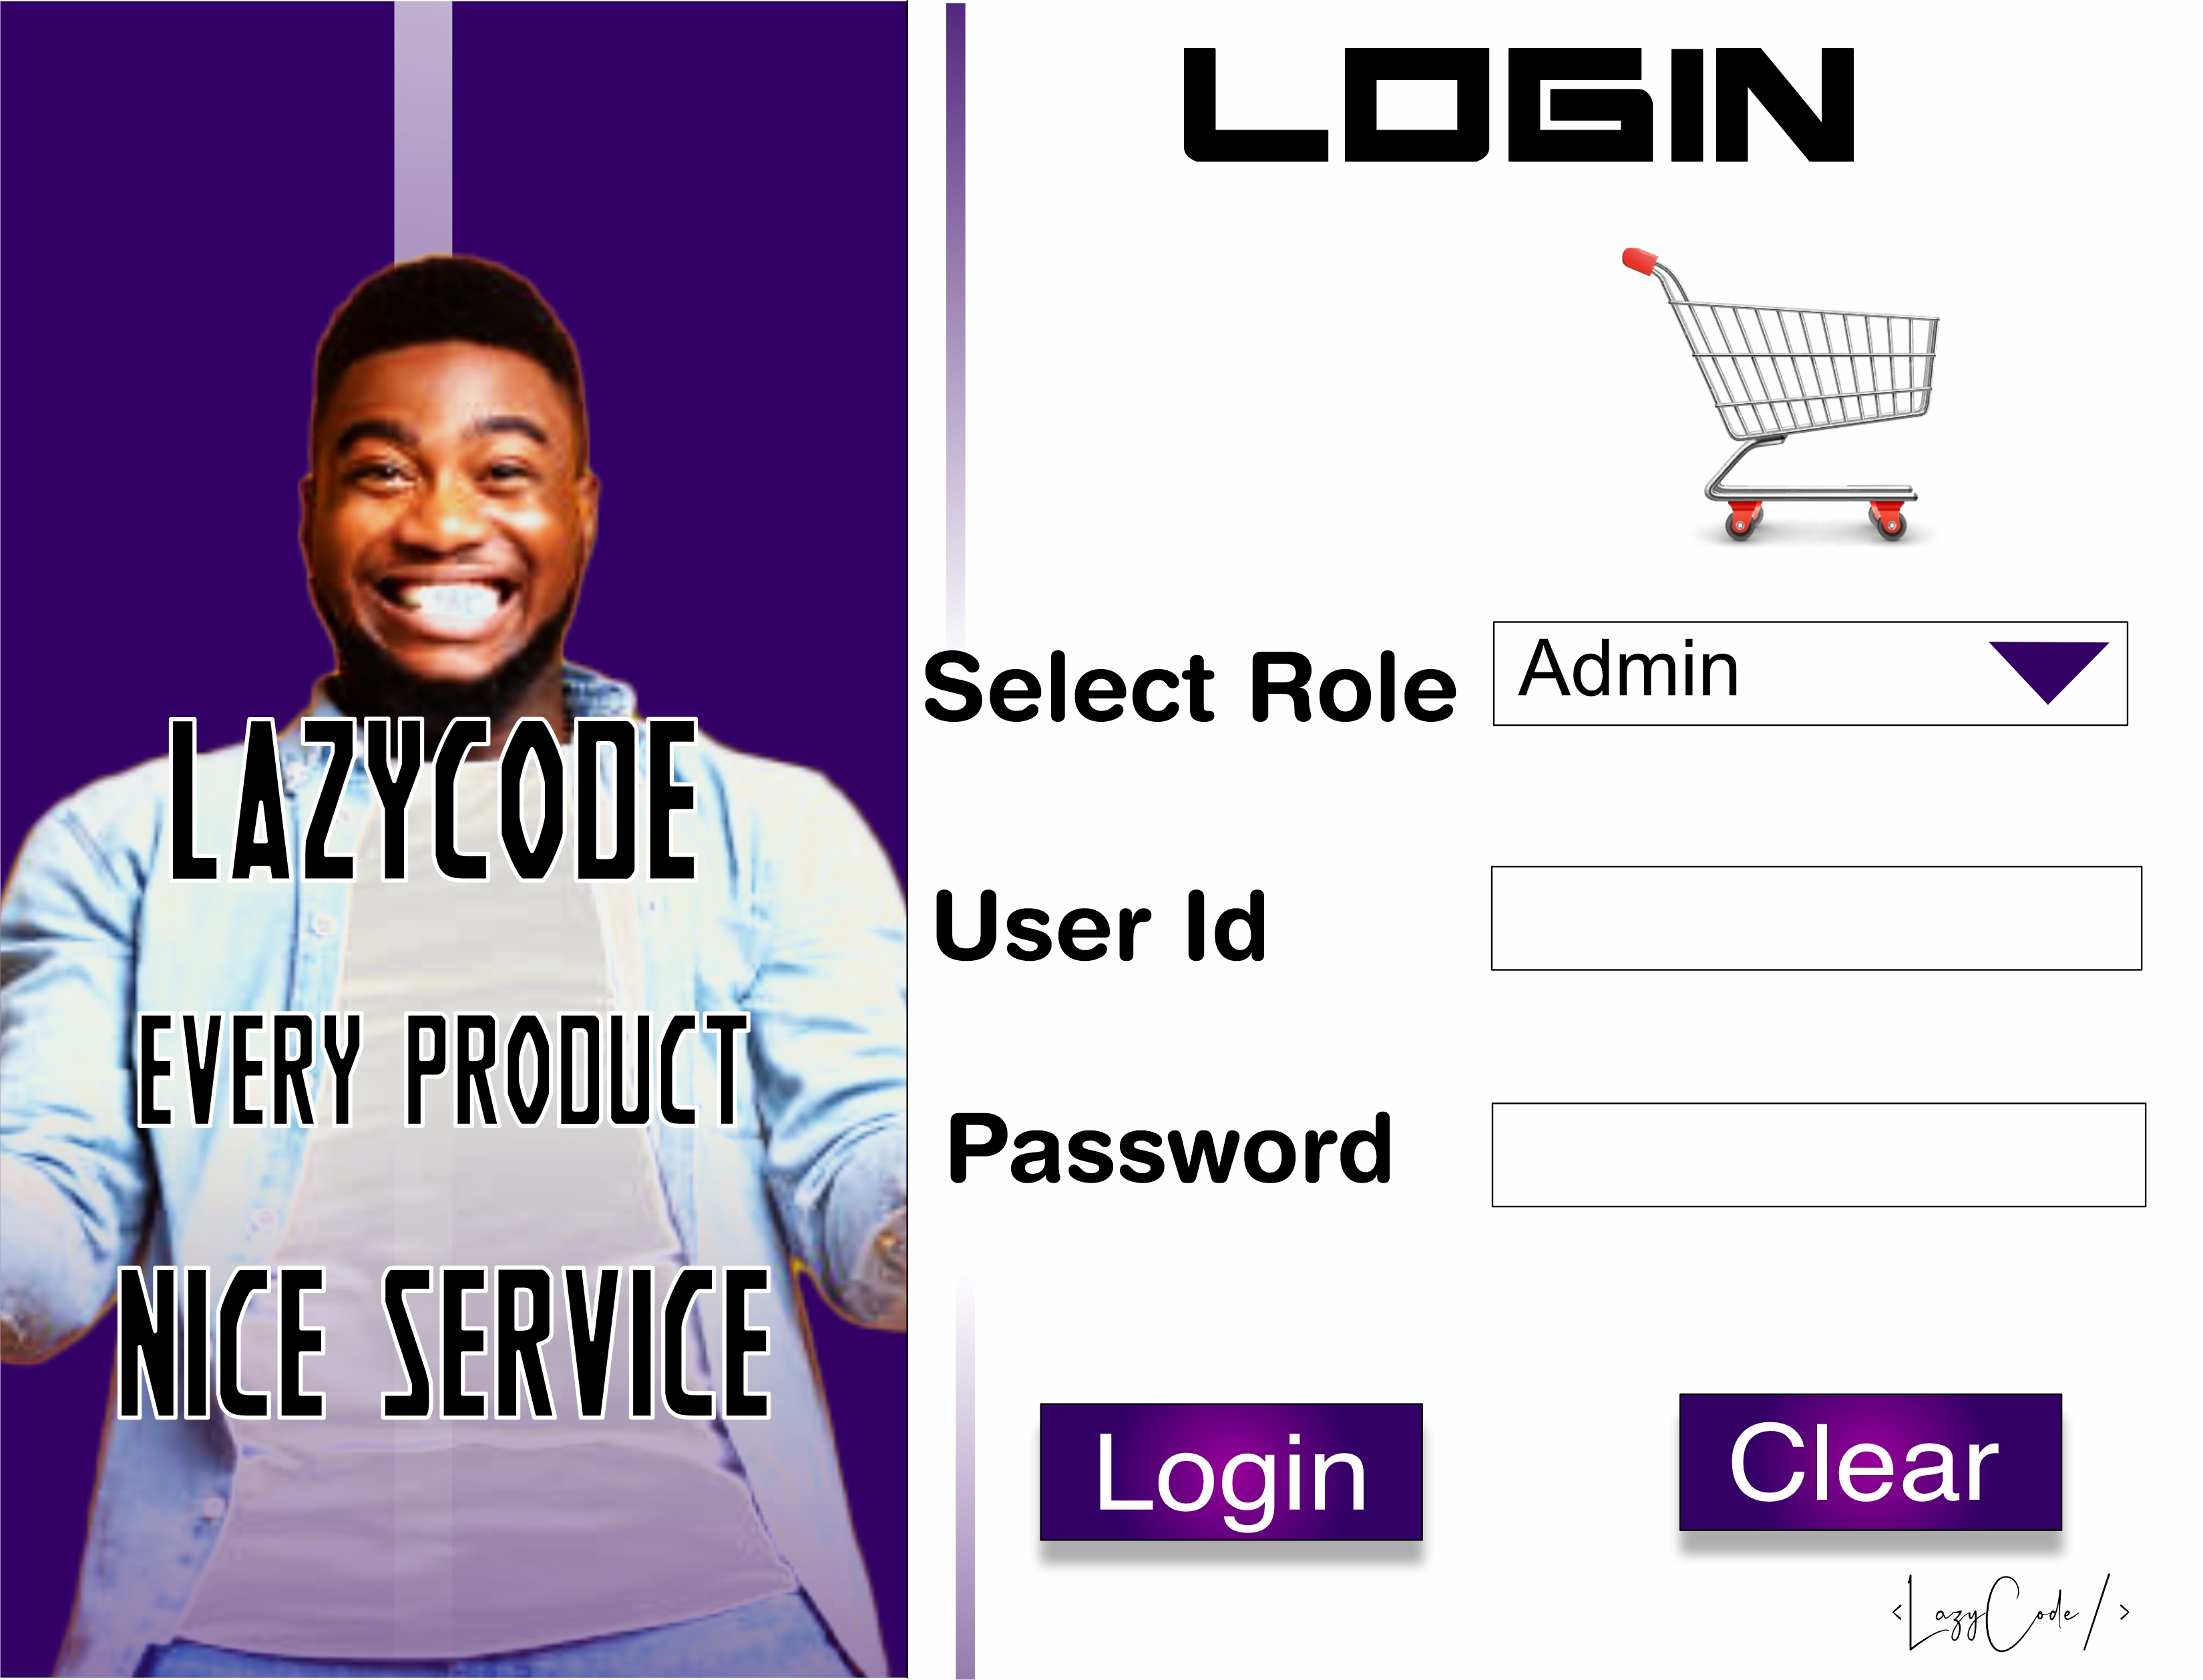 LAZYCODE
EVERY PRODUCT
NICE SERVICE
LOGIN
Select Role
Admin
User Id
Password
Login
Clear
<LazyCode/>